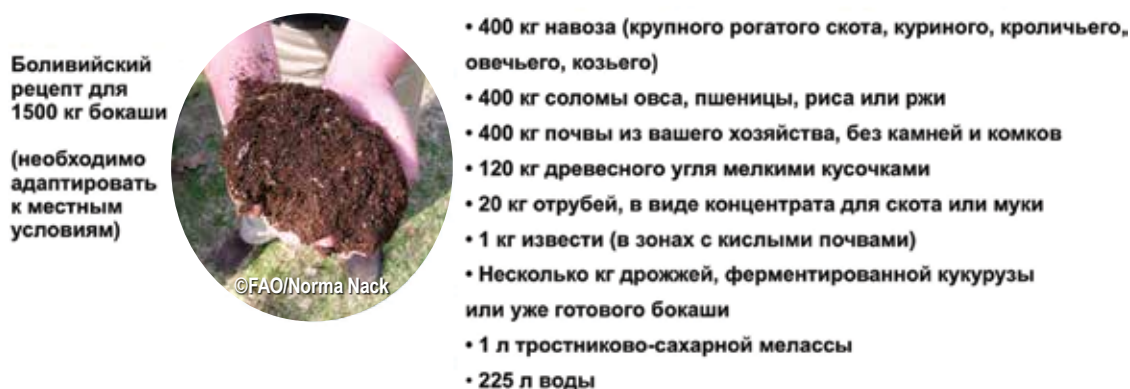 Боливийский
рецепт для
1500 кг бокаши
(необходимо
адаптировать
к местным
условиям)
©FAO/Norma Nack
• 400 кг навоза (крупного рогатого скота, куриного, кроличьего,,
овечьего, козьего)
• 400 кг соломы овса, пшеницы, риса или ржи
• 400 кг почвы из вашего хозяйства, без камней и комков
• 120 кг древесного угля мелкими кусочками
• 20 кг отрубей, в виде концентрата для скота или муки
• 1 кг извести (в зонах с кислыми почвами)
• Несколько кг дрожжей, ферментированной кукурузы
или уже готового бокаши
• 1 л тростниково-сахарной мелассы
• 225 л воды